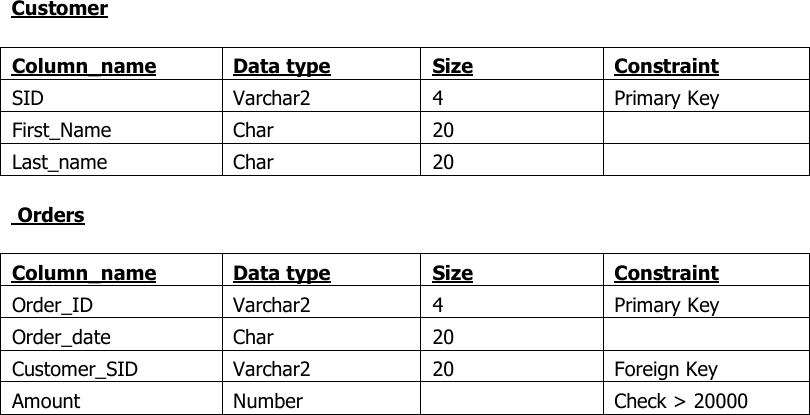 Customer
Column_name Data type Size Constraint
SID Varchar2 4 Primary Key
First_Name Char 20
Last_name Char 20
Orders
Column_name Data type Size Constraint
Order_ID Varchar2 4 Primary Key
Order_date Char 20
Customer_SID Varchar2 20 Foreign Key
Amount Number Check > 20000